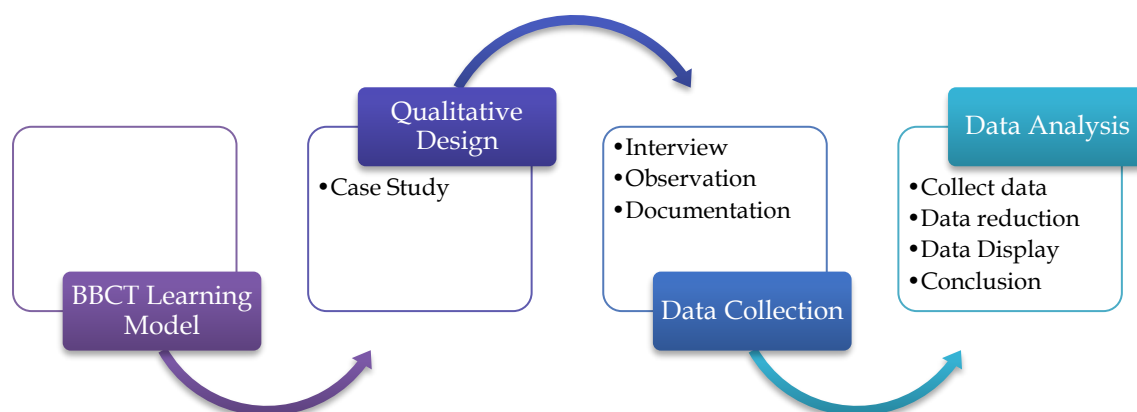 BBCT Learning
Model
Qualitative
Design
•Case Study
•Interview
•Observation
•Documentation
Data Collection
Data Analysis
•Collect data
•Data reduction
•Data Display
•Conclusion